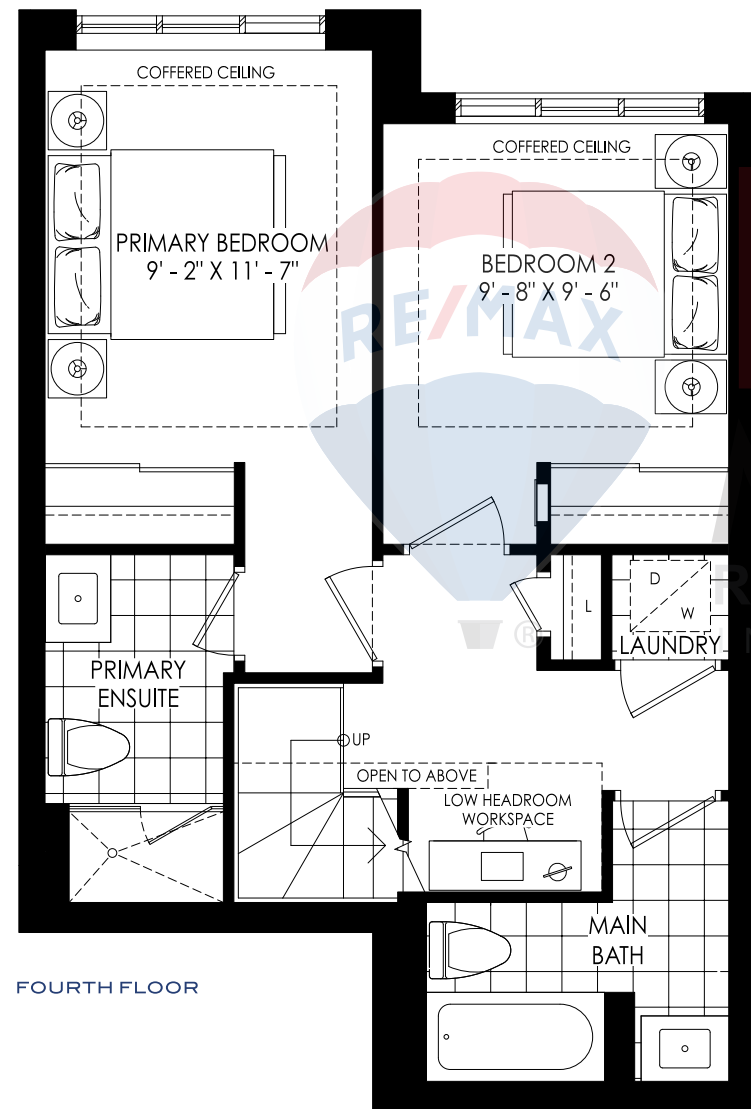 COFFERED CEILING
COFFERED CEILING
PRIMARY BEDROOM
9' - 2" X 11' - 7"
BEDROOM 2
9' - 8" X 9' - 6"
RE/MAX
®
D
W
L
LAUNDRY
PRIMARY
ENSUITE
UP
OPEN TO ABOVE
LOW HEADROOM
WORKSPACE
MAIN
BATH
FOURTH FLOOR